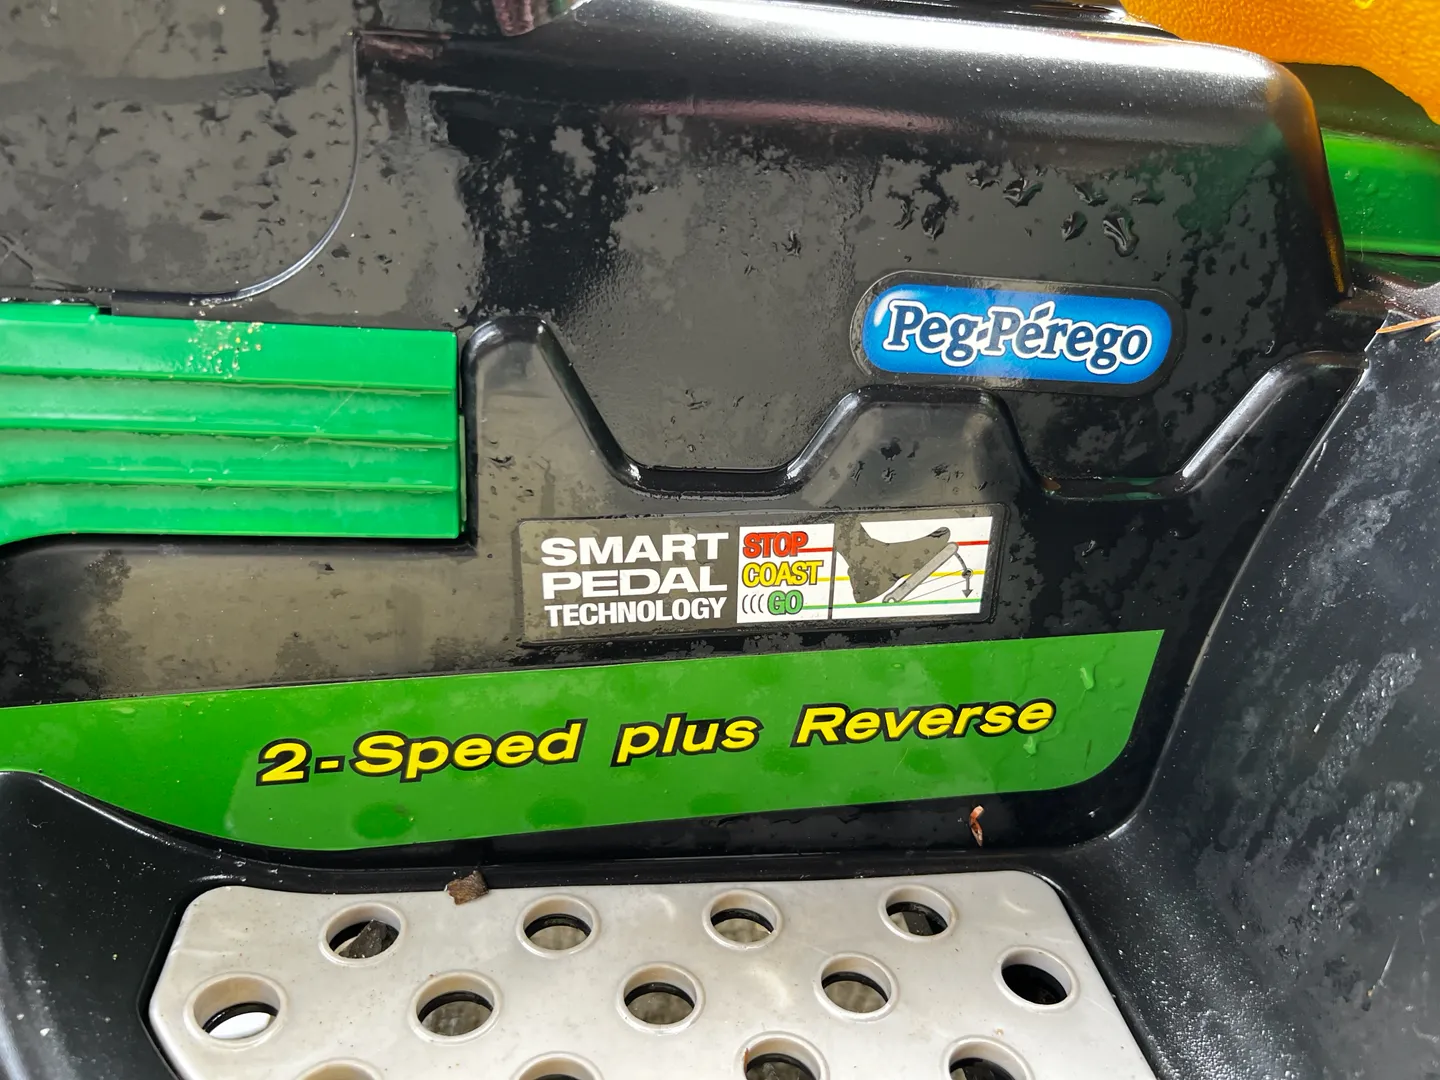 Peg-Pérego
SMART
PEDAL
TECHNOLOGY
STOP
COAST
(((GO
2-Speed plus Reverse